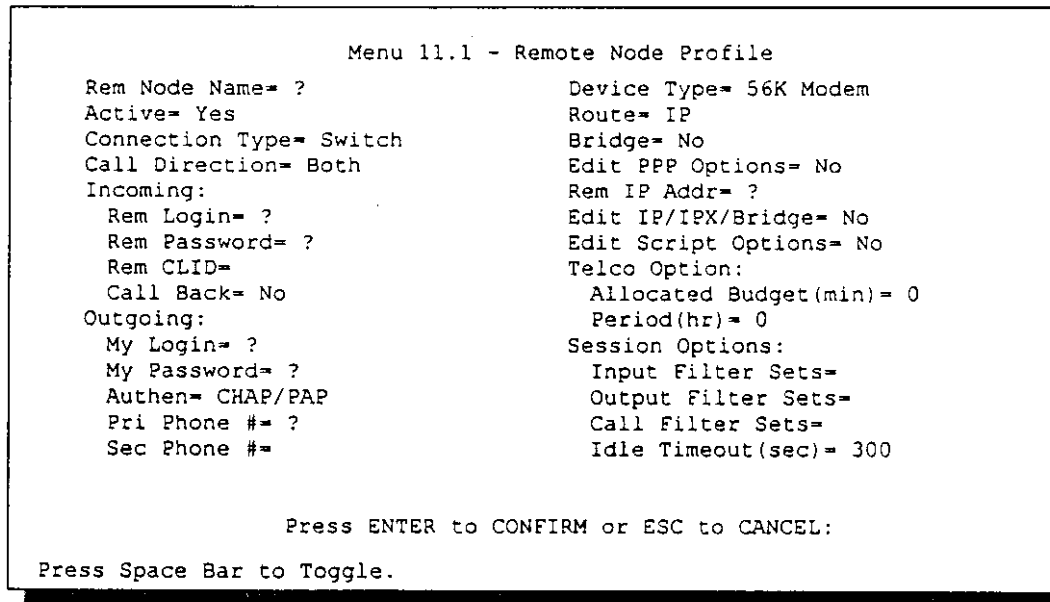 Menu 11.1 - Remote Node Profile
Rem Node Name= ?
Active= Yes
Connection Type= Switch
Call Direction= Both
Incoming:
Rem Login= ?
Rem Password= ?
Rem CLID=
Call Back= No
Outgoing:
My Login= ?
My Password= ?
Authen= CHAP/PAP
Pri Phone #= ?
Sec Phone #=
Device Type= 56K Modem
Route= IP
Bridge= No
Edit PPP Options= No
Rem IP Addr= ?
Edit IP/IPX/Bridge= No
Edit Script Options= No
Telco Option:
Allocated Budget(min)= 0
Period(hr)= 0
Session Options:
Input Filter Sets=
Output Filter Sets=
Call Filter Sets=
Idle Timeout(sec)= 300
Press ENTER to CONFIRM or ESC to CANCEL:
Press Space Bar to Toggle.